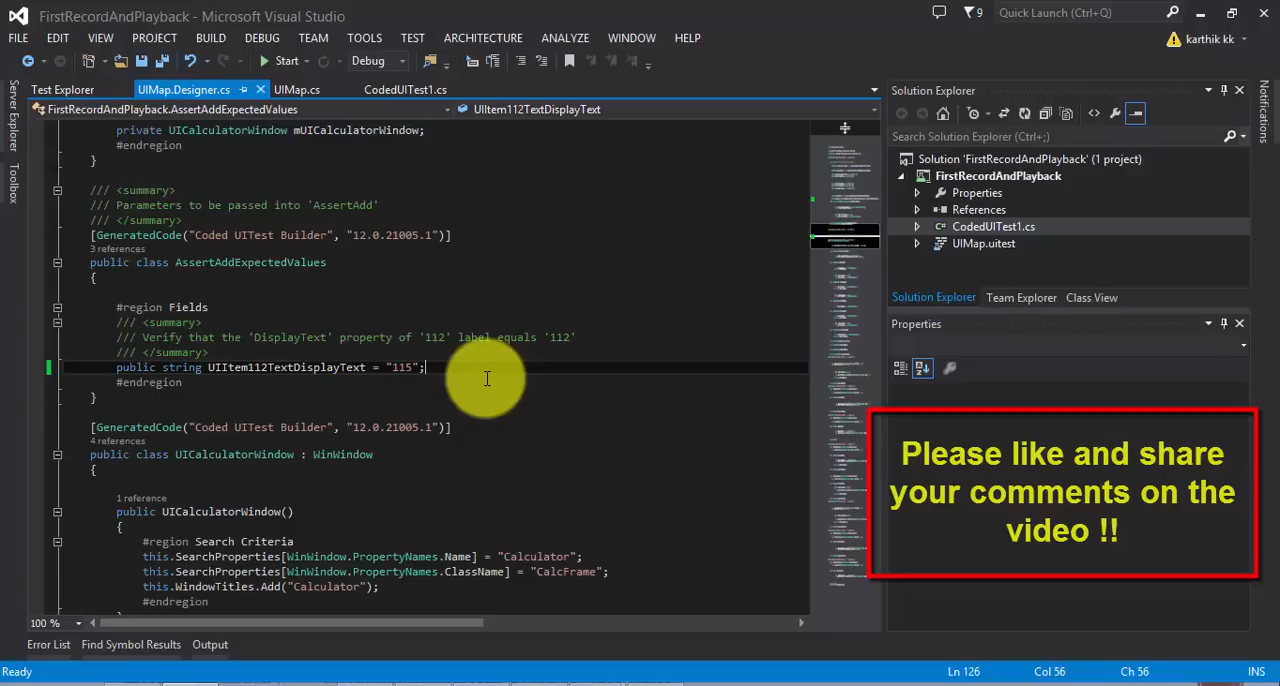 FirstRecordAndPlayback - Microsoft Visual Studio
9
Quick Launch (Ctrl+Q)
FILE EDIT VIEW PROJECT BUILD DEBUG TEAM TOOLS TEST ARCHITECTURE ANALYZE WINDOW HELP
karthik kk
Start
Debug
Server Explorer
Toolbox
Test Explorer
UIMap.Designer.cs
UIMap.cs
CodedUITest1.cs
FirstRecordAndPlayback.AssertAddExpectedValues
UIItem112TextDisplayText
private UICalculatorWindow mUICalculatorWindow;
#endregion
}
/// <summary>
/// Parameters to be passed into 'AssertAdd'
/// </summary>
[GeneratedCode("Coded UITest Builder", "12.0.21005.1")]
3 references
public class AssertAddExpectedValues
{
#region Fields
/// <summary>
/// Verify that the 'DisplayText' property of '112' label equals '112'
/// </summary>
public string UIItem112TextDisplayText = "115";
#endregion
}
[GeneratedCode("Coded UITest Builder", "12.0.21005.1")]
4 references
public class UICalculatorWindow : WinWindow
{
1 reference
public UICalculatorWindow()
{
#region Search Criteria
this.SearchProperties[WinWindow.PropertyNames.Name] = "Calculator";
this.SearchProperties[WinWindow.PropertyNames.ClassName] = "CalcFrame";
this.WindowTitles.Add("Calculator");
#endregion
100 %
Solution Explorer
Search Solution Explorer (Ctrl+;)
Solution 'FirstRecordAndPlayback' (1 project)
FirstRecordAndPlayback
Properties
References
CodedUITest1.cs
UIMap.uitest
Solution Explorer Team Explorer Class View
Properties
Notifications
Please like and share
your comments on the
video !!
Error List Find Symbol Results Output
Ready
Ln 126 Col 56 Ch 56 INS